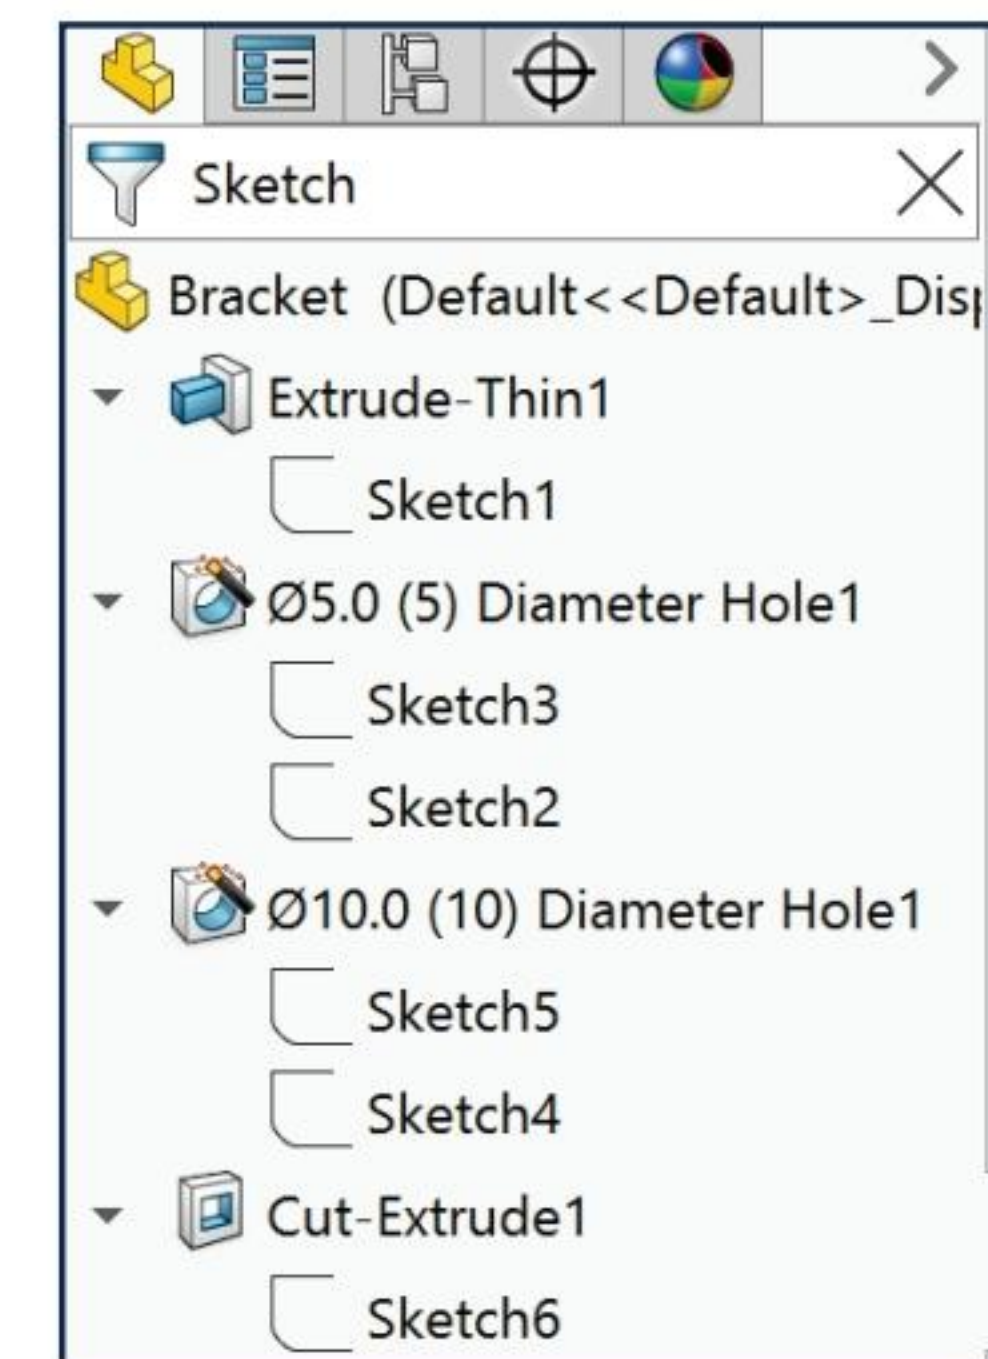 Sketch
Bracket (Default<<Default>_Disp
Extrude-Thin1
Sketch1
Ø5.0 (5) Diameter Hole1
Sketch3
Sketch2
Ø10.0 (10) Diameter Hole1
Sketch5
Sketch4
Cut-Extrude1
Sketch6